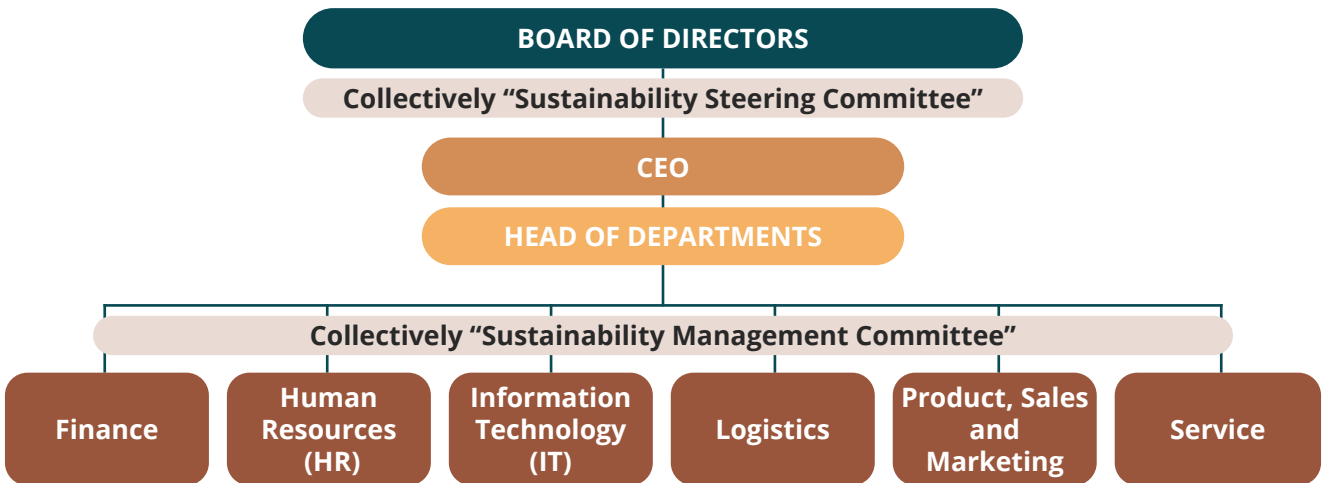 BOARD OF DIRECTORS
Collectively “Sustainability Steering Committee”
CEO
HEAD OF DEPARTMENTS
Collectively “Sustainability Management Committee”
Finance
Human
Resources
(HR)
Information
Technology
(IT)
Logistics
Product, Sales
and
Marketing
Service